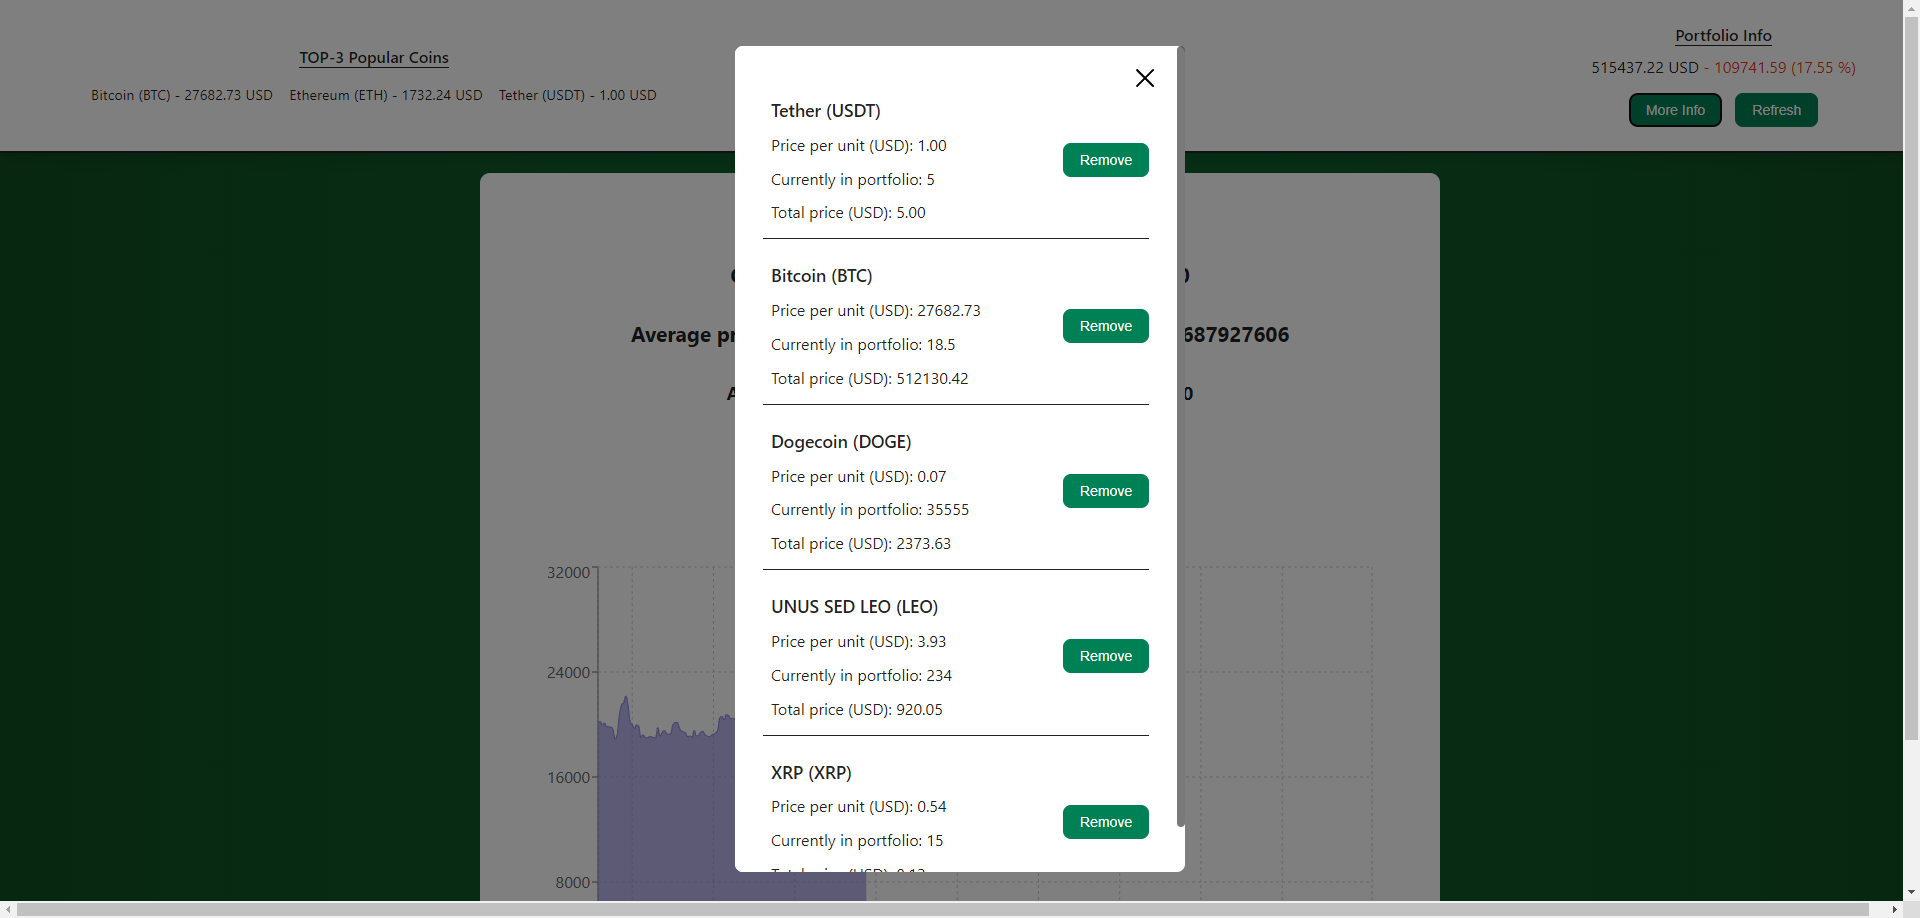 TOP-3 Popular Coins
Bitcoin (BTC) - 27682.73 USD Ethereum (ETH) - 1732.24 USD Tether (USDT) - 1.00 USD
Portfolio Info
515437.22 USD - 109741.59 (17.55 %)
More Info Refresh
Tether (USDT)
Price per unit (USD): 1.00
Currently in portfolio: 5
Total price (USD): 5.00
Remove
Bitcoin (BTC)
Price per unit (USD): 27682.73
Currently in portfolio: 18.5
Total price (USD): 512130.42
Remove
Dogecoin (DOGE)
Price per unit (USD): 0.07
Currently in portfolio: 35555
Total price (USD): 2373.63
Remove
UNUS SED LEO (LEO)
Price per unit (USD): 3.93
Currently in portfolio: 234
Total price (USD): 920.05
Remove
XRP (XRP)
Price per unit (USD): 0.54
Currently in portfolio: 15
Remove
Average
687927606
32000
24000
16000
8000